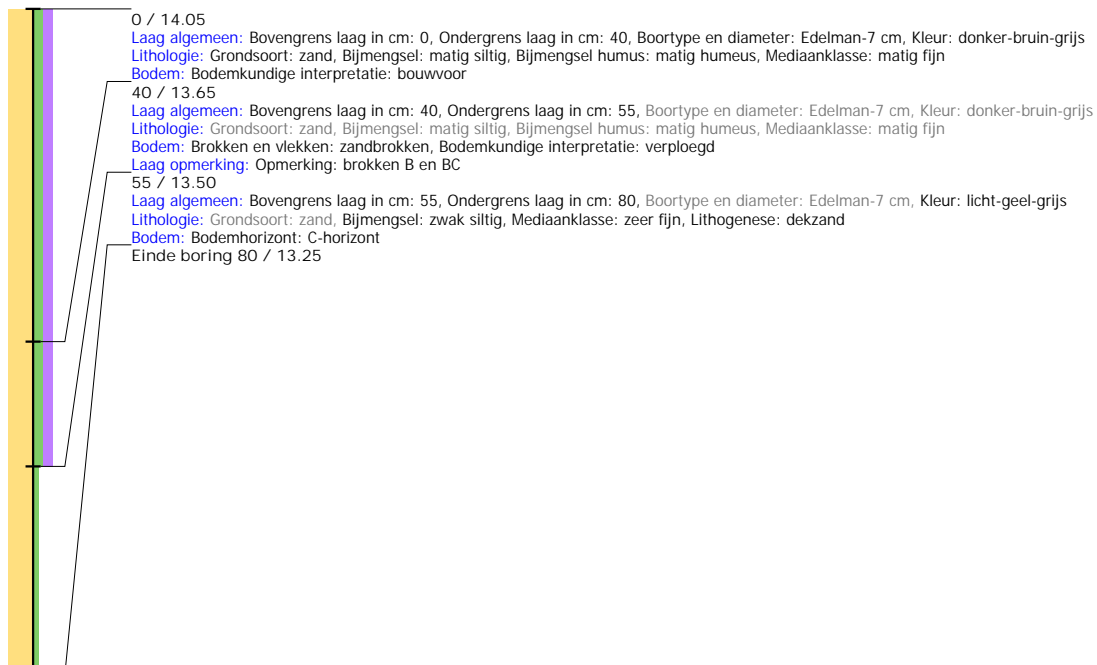 0 / 14.05
Laag algemeen: Bovengrens laag in cm: 0, Ondergrens laag in cm: 40, Boortype en diameter: Edelman-7 cm, Kleur: donker-bruin-grijs
Lithologie: Grondsoort: zand, Bijmengsel: matig siltig, Bijmengsel humus: matig humeus, Mediaanklasse: matig fijn
Bodem: Bodemkundige interpretatie: bouwvoor
40 / 13.65
Laag algemeen: Bovengrens laag in cm: 40, Ondergrens laag in cm: 55, Boortype en diameter: Edelman-7 cm, Kleur: donker-bruin-grijs
Lithologie: Grondsoort: zand, Bijmengsel: matig siltig, Bijmengsel humus: matig humeus, Mediaanklasse: matig fijn
Bodem: Brokken en vlekken: zandbrokken, Bodemkundige interpretatie: verploegd
Laag opmerking: Opmerking: brokken B en BC
55 / 13.50
Laag algemeen: Bovengrens laag in cm: 55, Ondergrens laag in cm: 80, Boortype en diameter: Edelman-7 cm, Kleur: licht-geel-grijs
Lithologie: Grondsoort: zand, Bijmengsel: zwak siltig, Mediaanklasse: zeer fijn, Lithogenese: dekzand
Bodem: Bodemhorizont: C-horizont
Einde boring 80 / 13.25